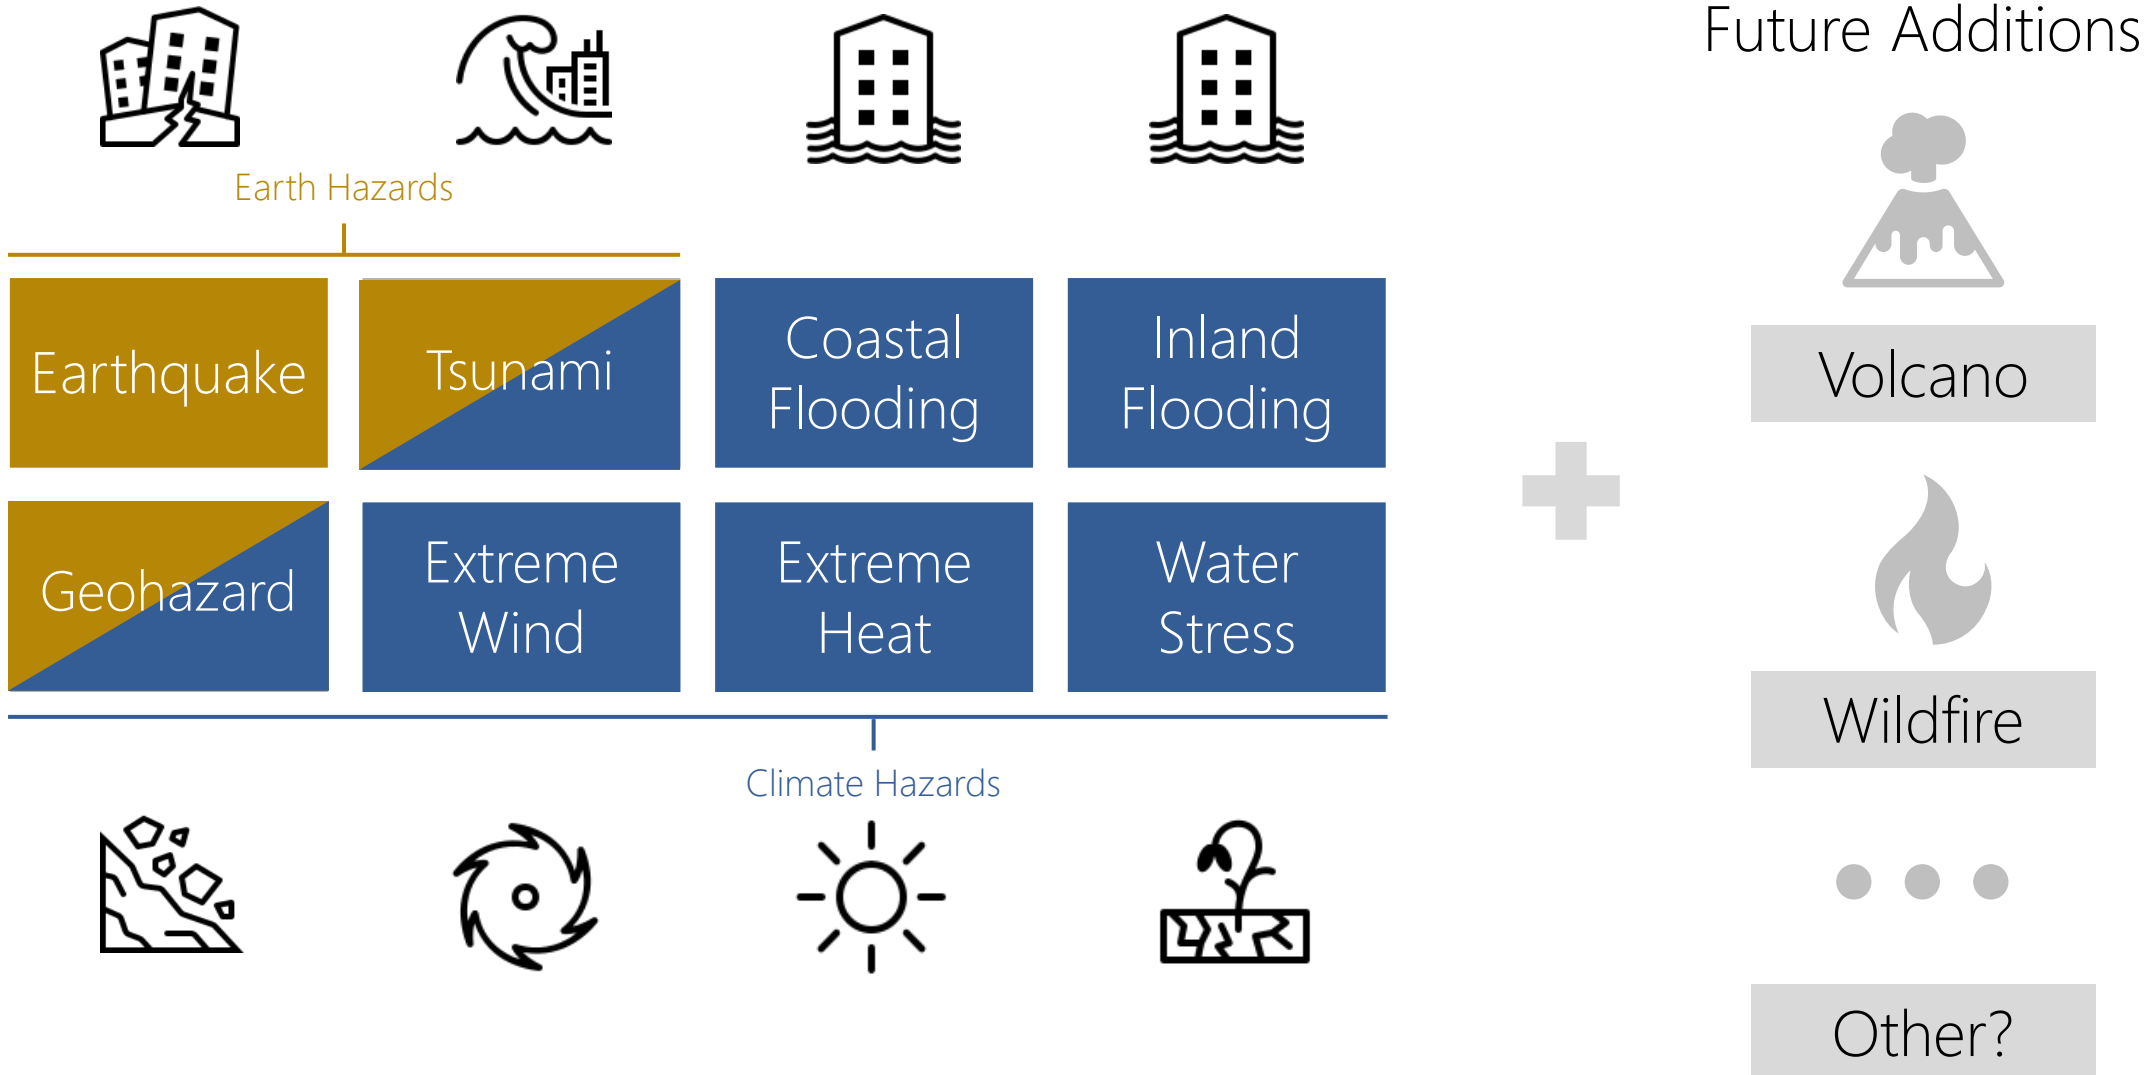 Future Additions
Earth Hazards
Earthquake
Tsunami
Coastal
Flooding
Inland
Flooding
Geohazard
Extreme
Wind
Extreme
Heat
Water
Stress
Climate Hazards
Volcano
Wildfire
Other?